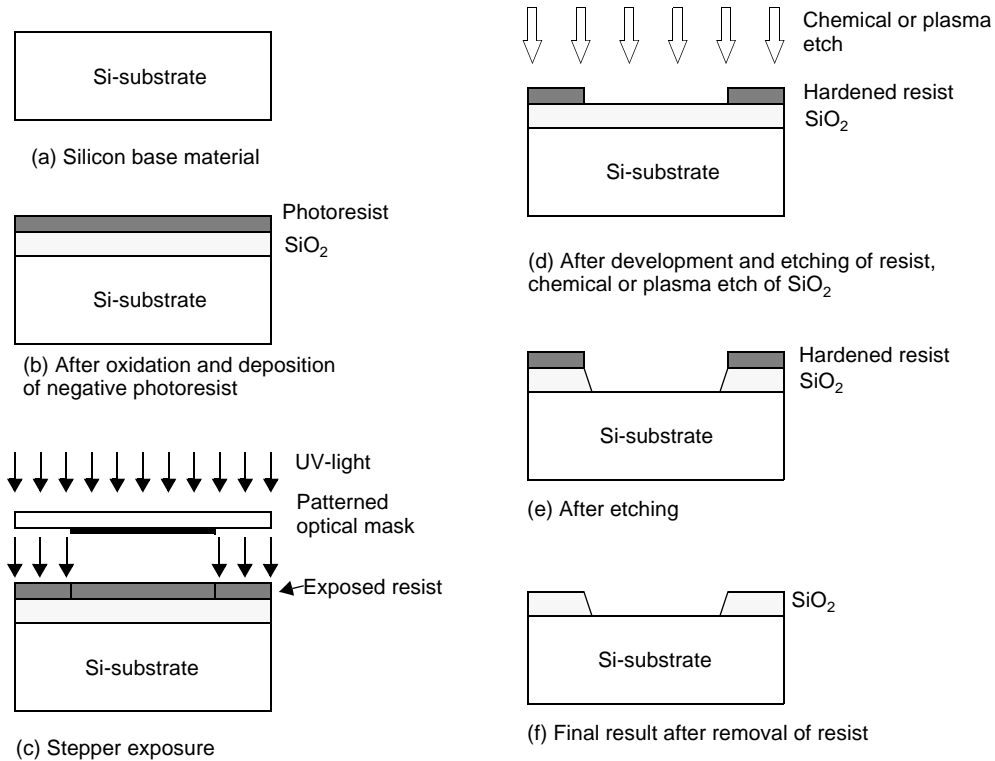 Si-substrate
(a) Silicon base material
Photoresist
SiO2
Si-substrate
(b) After oxidation and deposition
of negative photoresist
UV-light
Patterned
optical mask
Exposed resist
Si-substrate
(c) Stepper exposure
Chemical or plasma
etch
Hardened resist
SiO2
Si-substrate
(d) After development and etching of resist,
chemical or plasma etch of SiO2
Hardened resist
SiO2
Si-substrate
(e) After etching
SiO2
Si-substrate
(f) Final result after removal of resist